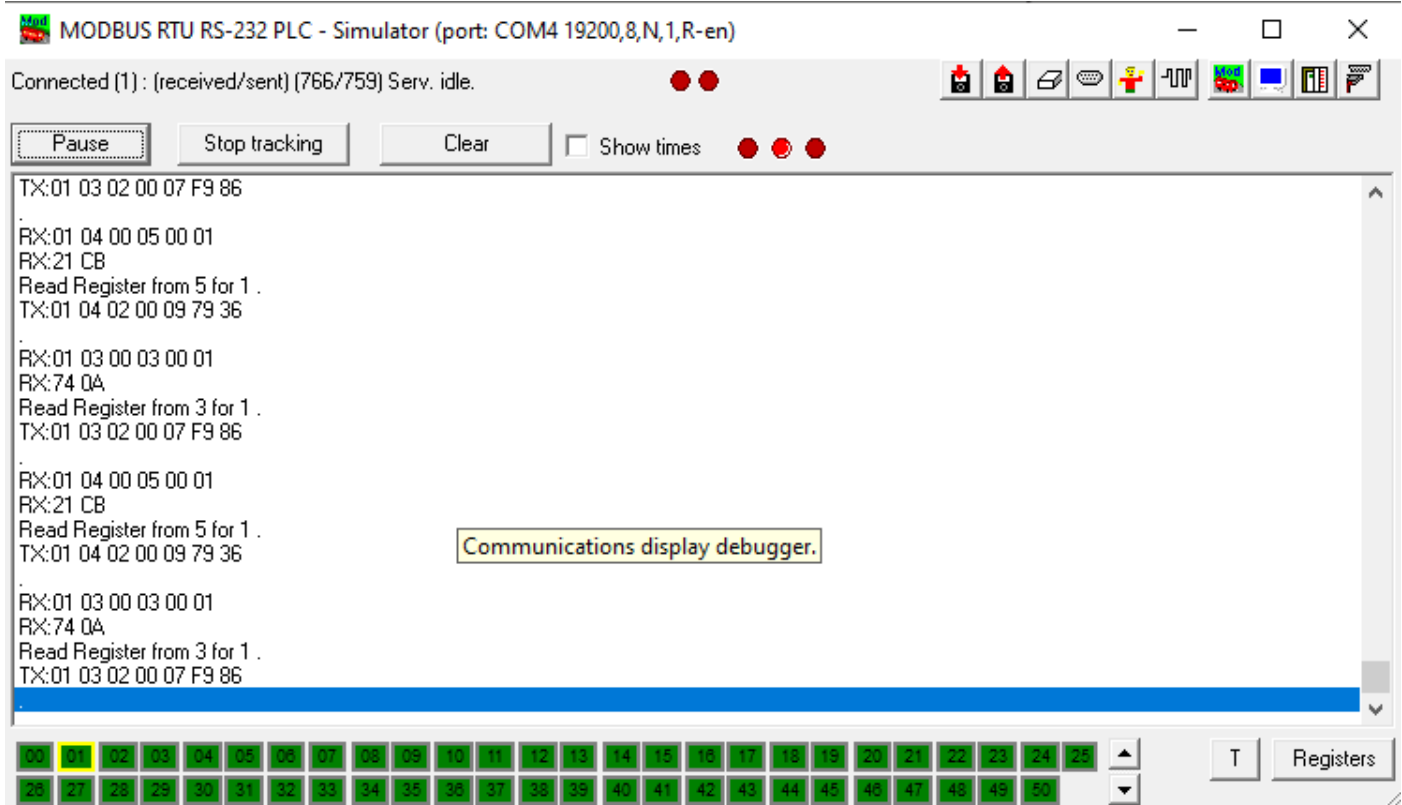 MODBUS RTU RS-232 PLC - Simulator (port: COM4 19200,8,N,1,R-en)
Connected (1) : (received/sent) (766/759) Serv. idle.
Pause Stop tracking Clear Show times
TX:01 03 02 00 07 F9 86
.
RX:01 04 00 05 00 01
RX:21 CB
Read Register from 5 for 1 .
TX:01 04 02 00 09 79 36
.
RX:01 03 00 03 00 01
RX:74 0A
Read Register from 3 for 1 .
TX:01 03 02 00 07 F9 86
.
RX:01 04 00 05 00 01
RX:21 CB
Read Register from 5 for 1 .
TX:01 04 02 00 09 79 36
Communications display debugger.
.
RX:01 03 00 03 00 01
RX:74 0A
Read Register from 3 for 1 .
TX:01 03 02 00 07 F9 86
.
00 01 02 03 04 05 06 07 08 09 10 11 12 13 14 15 16 17 18 19 20 21 22 23 24 25 T Registers
26 27 28 29 30 31 32 33 34 35 36 37 38 39 40 41 42 43 44 45 46 47 48 49 50